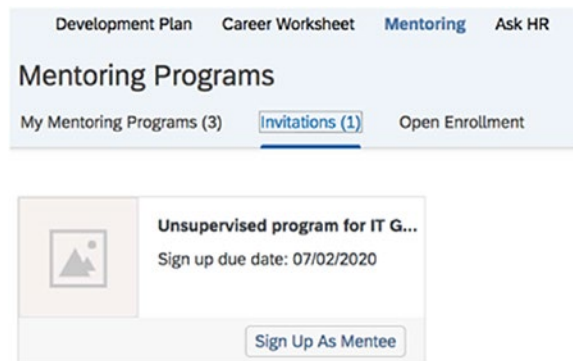 Development Plan Career Worksheet Mentoring Ask HR
Mentoring Programs
My Mentoring Programs (3) Invitations (1) Open Enrollment
Unsupervised program for IT G...
Sign up due date: 07/02/2020
Sign Up As Mentee